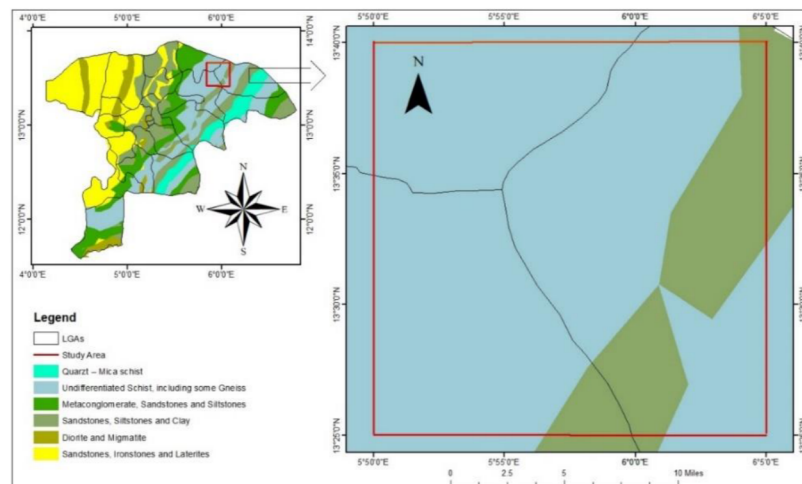 4°0'0"E 5°0'0"E 6°0'0"E
14°0'0"N
13°0'0"N
12°0'0"N
N
W E
S
4°0'0"E 5°0'0"E 6°0'0"E
Legend
LGAs
Study Area
Quarzt – Mica schist
Undifferentiated Schist, including some Gneiss
Metaconglomerate, Sandstones and Siltstones
Sandstones, Siltstones and Clay
Diorite and Migmatite
Sandstones, Ironstones and Laterites
5°50'0"E 5°55'0"E 6°0'0"E 6°5'0"E
13°40'0"N
N
13°35'0"N
13°30'0"N
13°25'0"N
5°50'0"E 5°55'0"E 6°0'0"E 6°5'0"E
0 2.5 5 10 Miles